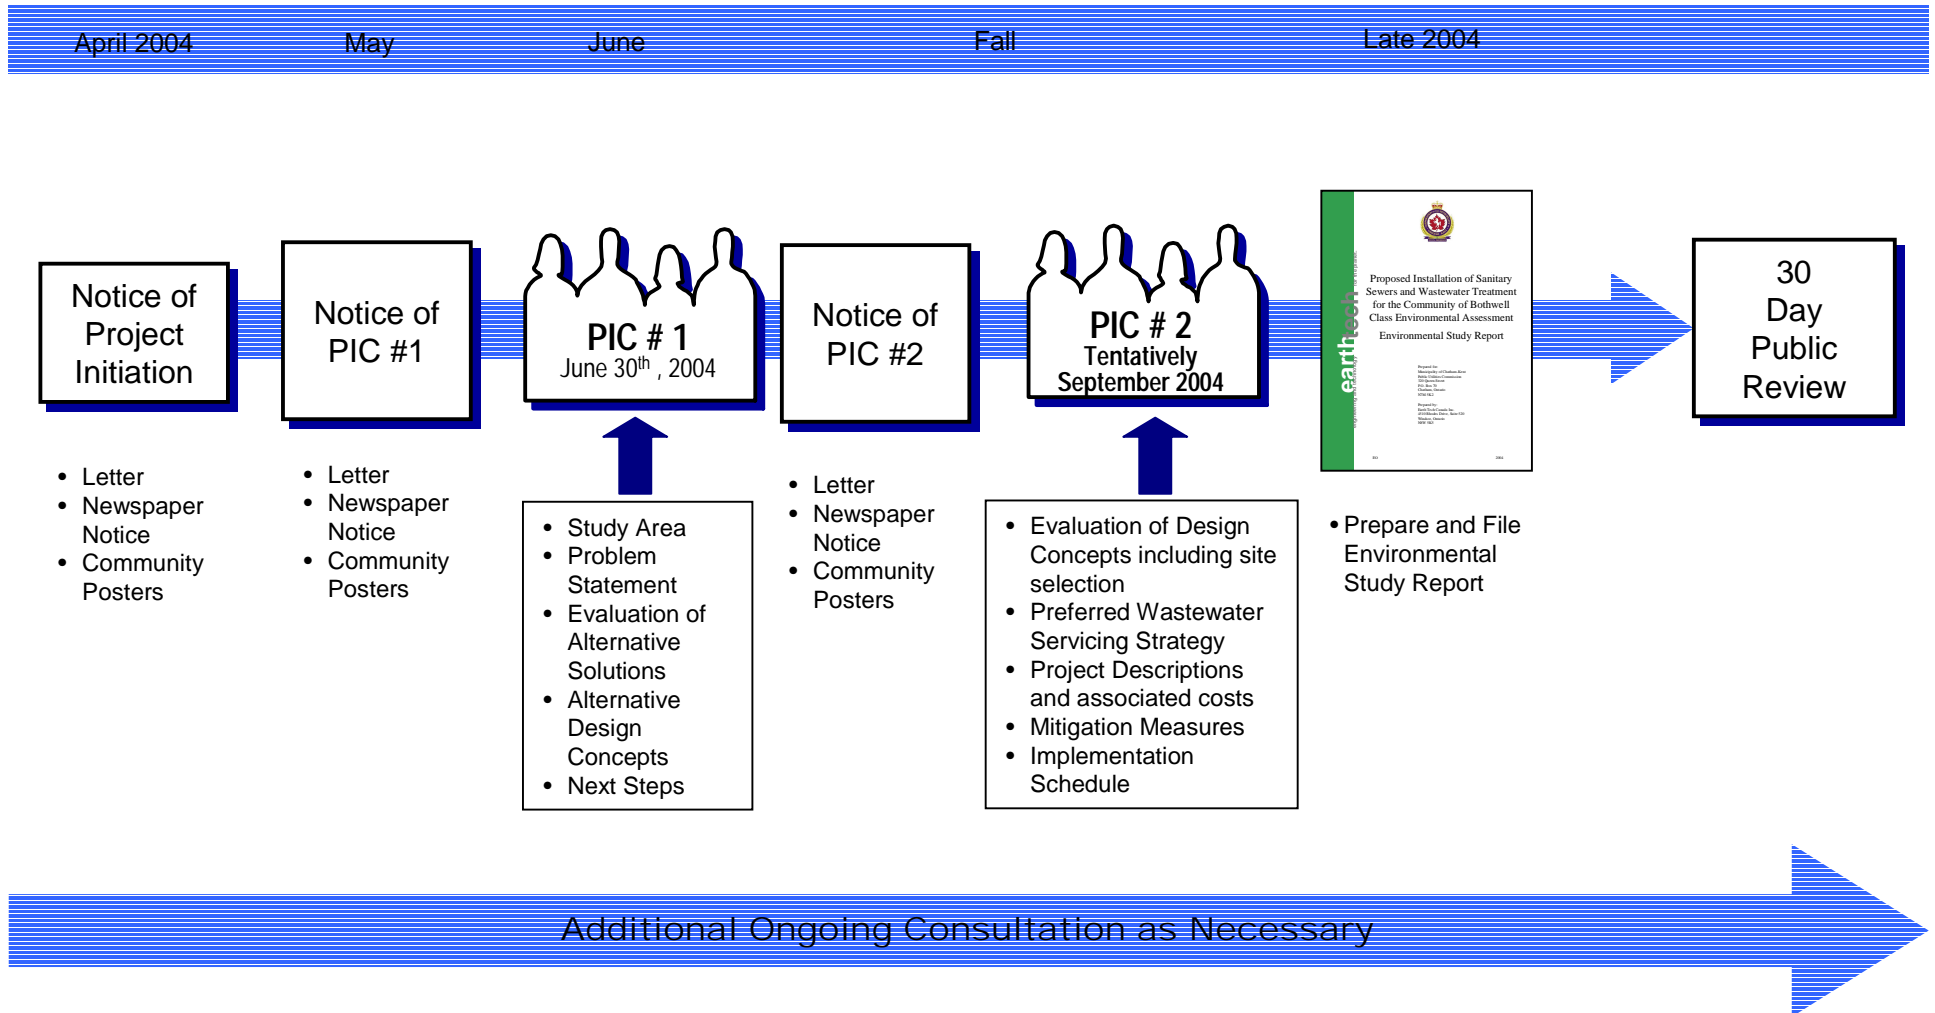 April 2004
May
June
Fall
Late 2004
Notice of
Project
Initiation
Notice of
PIC #1
PIC # 1
June 30th , 2004
Notice of
PIC #2
PIC # 2
Tentatively
September 2004
earthtech
Proposed Installation of Sanitary
Sewers and Wastewater Treatment
for the Community of Bothwell
Class Environmental Assessment
Environmental Study Report
Prepared for:
Prepared by:
2004
30
Day
Public
Review
• Letter
• Newspaper
Notice
• Community
Posters
• Letter
• Newspaper
Notice
• Community
Posters
• Study Area
• Problem
Statement
• Evaluation of
Alternative
Solutions
• Alternative
Design
Concepts
• Next Steps
• Letter
• Newspaper
Notice
• Community
Posters
• Evaluation of Design
Concepts including site
selection
• Preferred Wastewater
Servicing Strategy
• Project Descriptions
and associated costs
• Mitigation Measures
• Implementation
Schedule
• Prepare and File
Environmental
Study Report
Additional Ongoing Consultation as Necessary